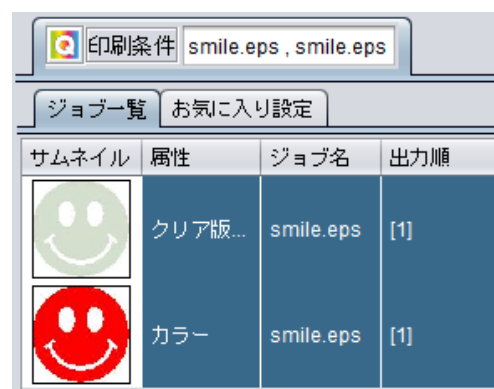 印刷条件 smile.eps , smile.eps
ジョブ一覧 お気に入り設定
サムネイル 属性 ジョブ名 出力順
クリア版... smile.eps [1]
カラー smile.eps [1]